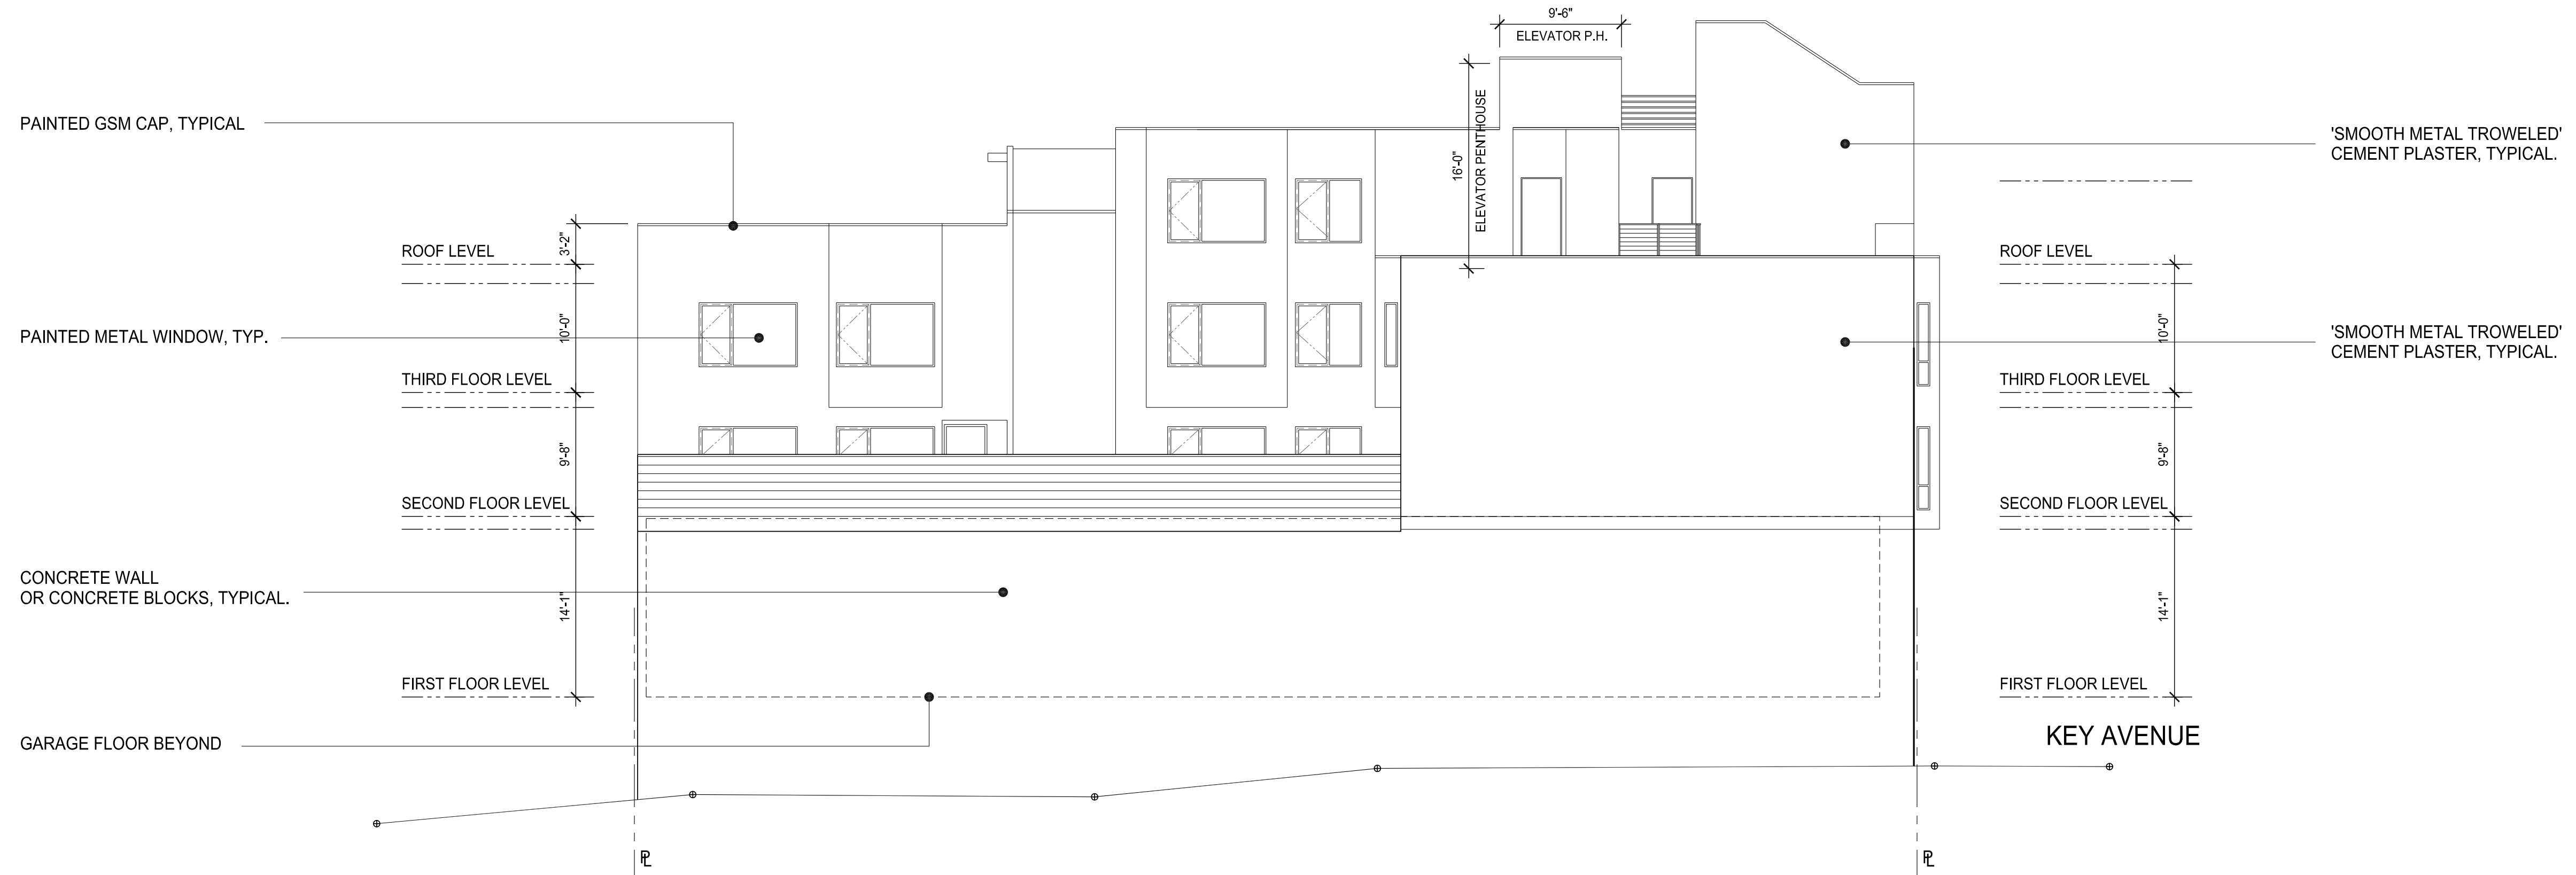 9'-6"
ELEVATOR P.H.
PAINTED GSM CAP, TYPICAL
16'-0"
ELEVATOR PENTHOUSE
'SMOOTH METAL TROWELED'
CEMENT PLASTER, TYPICAL.
ROOF LEVEL
3'-2"
ROOF LEVEL
PAINTED METAL WINDOW, TYP.
10'-0"
10'-0"
'SMOOTH METAL TROWELED'
CEMENT PLASTER, TYPICAL.
THIRD FLOOR LEVEL
THIRD FLOOR LEVEL
9'-8"
9'-8"
SECOND FLOOR LEVEL
SECOND FLOOR LEVEL
CONCRETE WALL
OR CONCRETE BLOCKS, TYPICAL.
14'-1"
14'-1"
FIRST FLOOR LEVEL
FIRST FLOOR LEVEL
GARAGE FLOOR BEYOND
KEY AVENUE
PL
PL